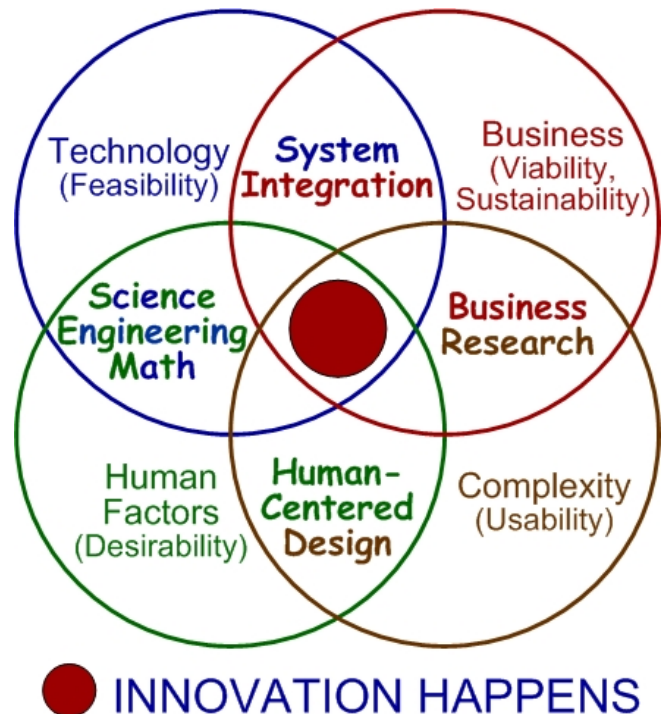 Technology
(Feasibility)
System
Integration
Business
(Viability,
Sustainability)
Science
Engineering
Math
Business
Research
Human
Factors
(Desirability)
Human-
Centered
Design
Complexity
(Usability)
INNOVATION HAPPENS